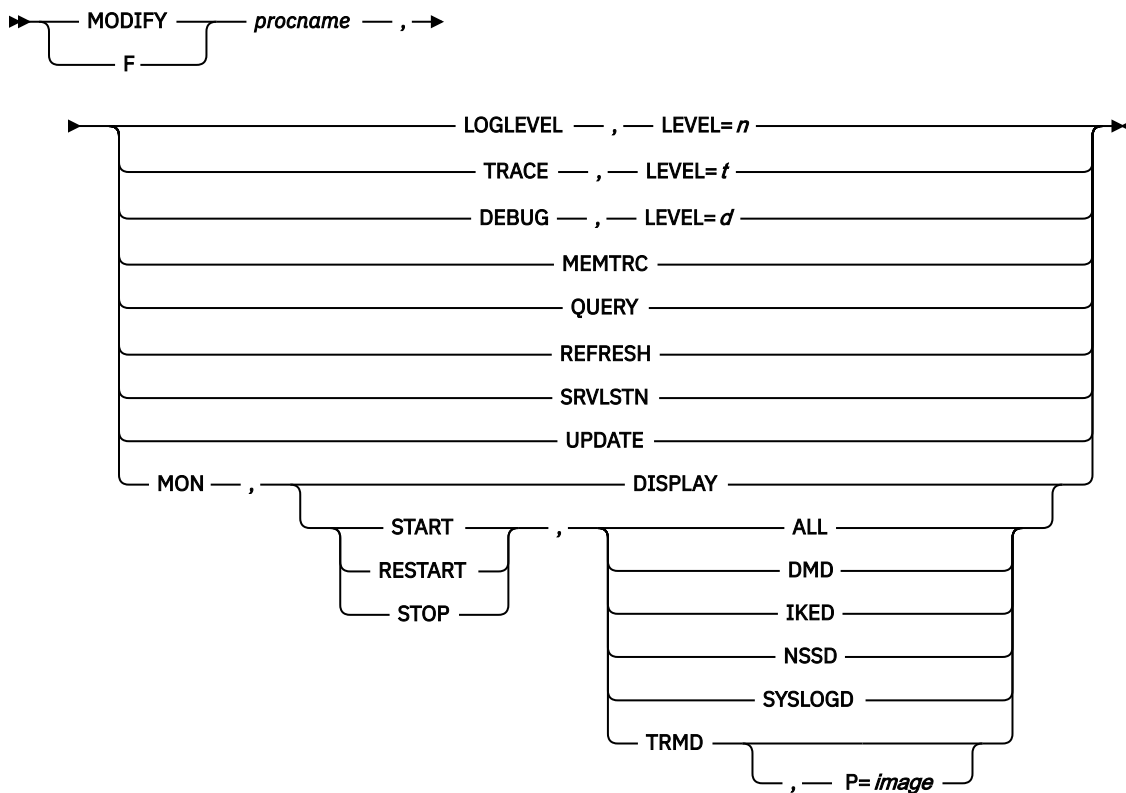 MODIFY procname ,
F
LOGLEVEL , LEVEL=n
TRACE , LEVEL=t
DEBUG , LEVEL=d
MEMTRC
QUERY
REFRESH
SRVLSTN
UPDATE
MON , DISPLAY
START , ALL
RESTART DMD
STOP IKED
NSSD
SYSLOGD
TRMD
, P=image